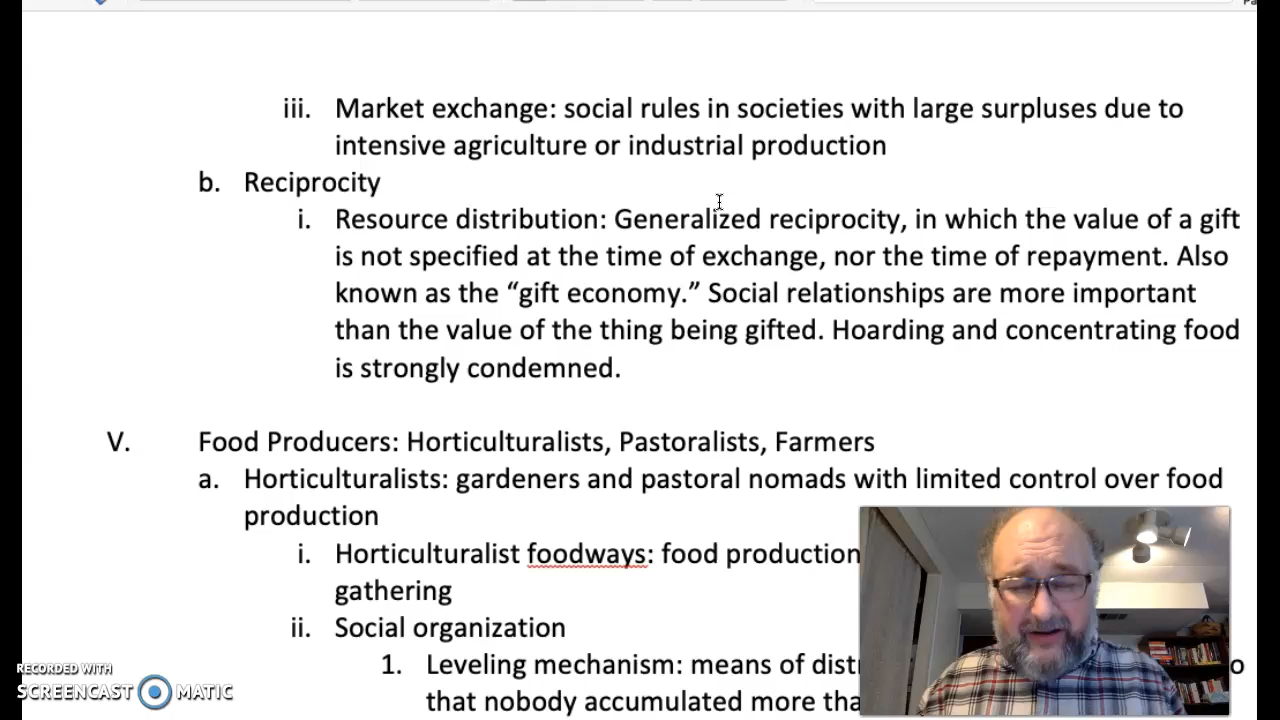 iii. Market exchange: social rules in societies with large surpluses due to
intensive agriculture or industrial production
b. Reciprocity
i. Resource distribution: Generalized reciprocity, in which the value of a gift
is not specified at the time of exchange, nor the time of repayment. Also
known as the “gift economy.” Social relationships are more important
than the value of the thing being gifted. Hoarding and concentrating food
is strongly condemned.
V. Food Producers: Horticulturalists, Pastoralists, Farmers
a. Horticulturalists: gardeners and pastoral nomads with limited control over food
production
i. Horticulturalist foodways: food production
gathering
ii. Social organization
1. Leveling mechanism: means of
that nobody accumulated more
RECORDED WITH
SCREENCAST MATIC